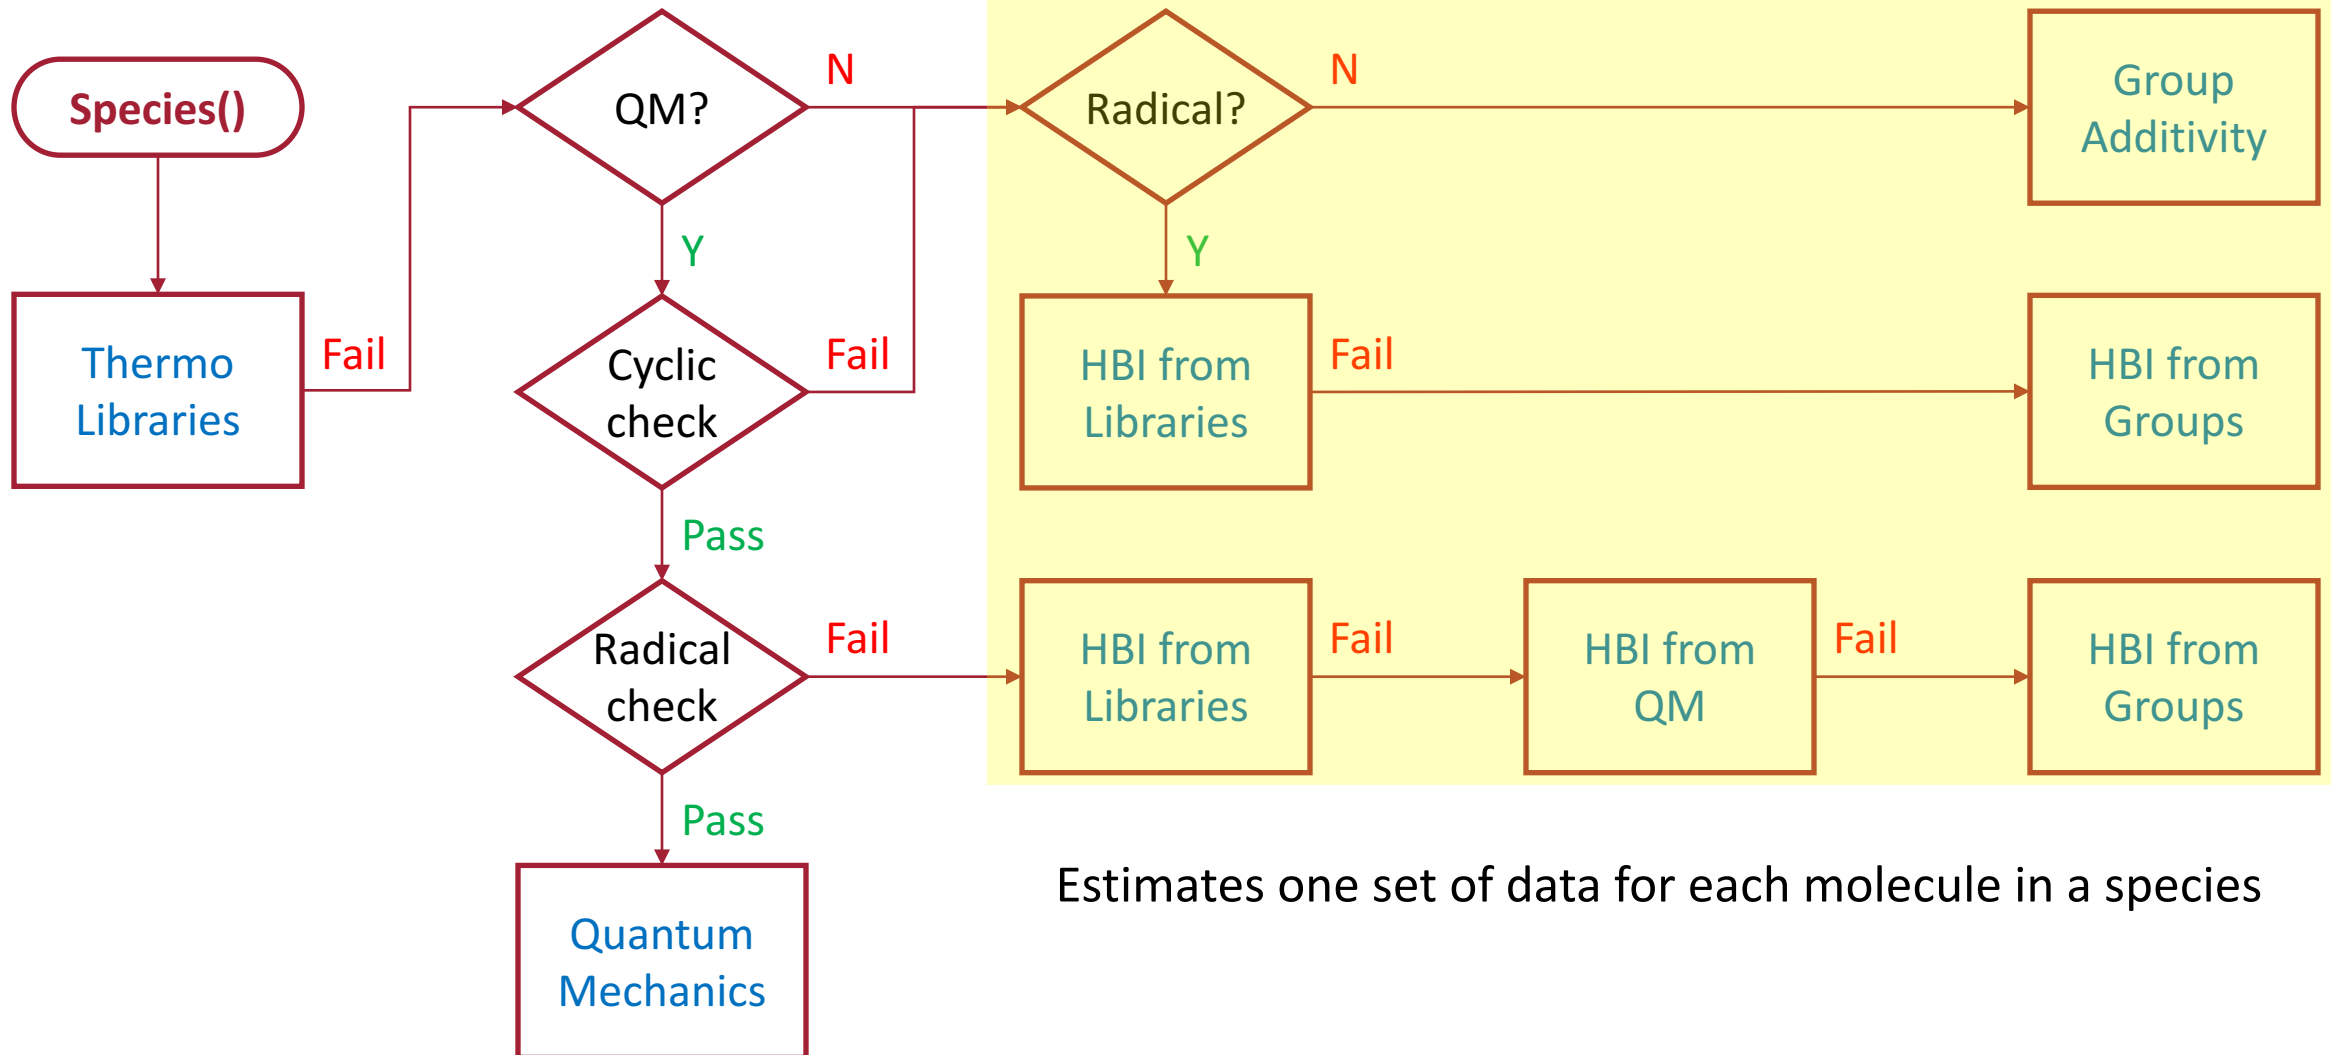 Species()
QM?
N
Radical?
N
Group
Additivity
Y
Y
Thermo
Libraries
Fail
Cyclic
check
Fail
HBI from
Libraries
Fail
HBI from
Groups
Pass
Radical
check
Fail
HBI from
Libraries
Fail
HBI from
QM
Fail
HBI from
Groups
Pass
Quantum
Mechanics
Estimates one set of data for each molecule in a species